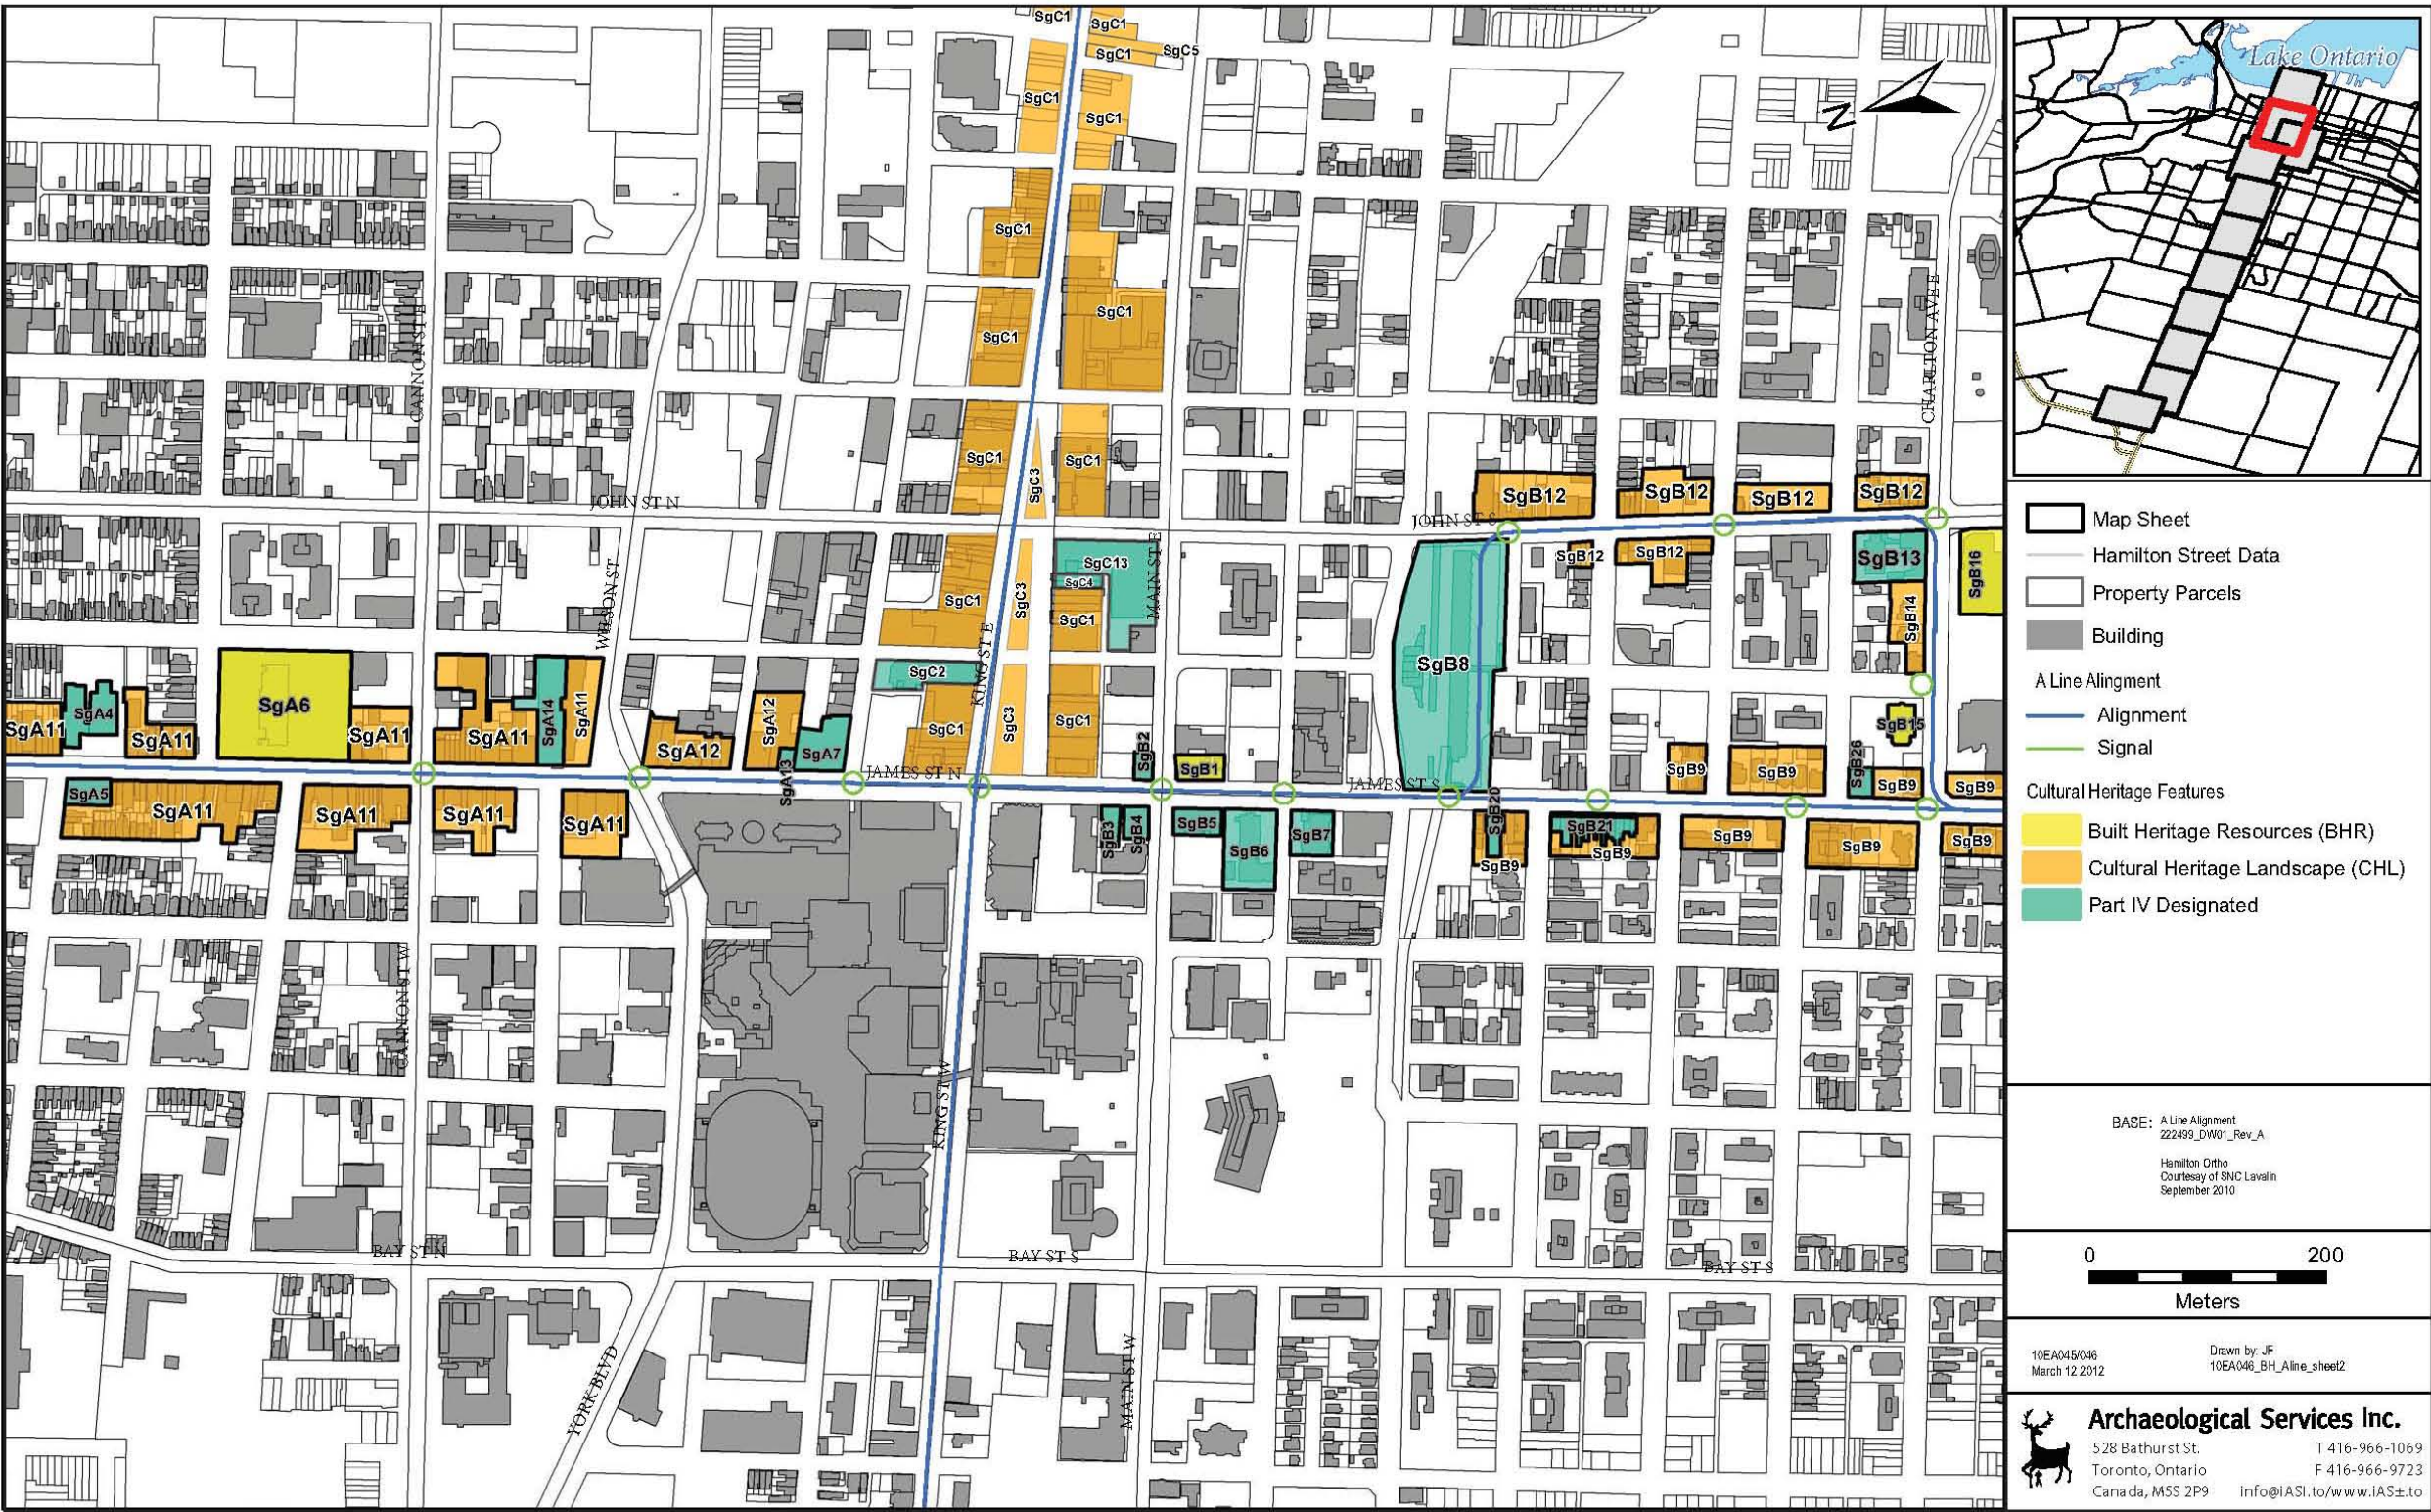 SgC1
SgC1
SgC1
SgC5
SgC1
SgC1
SgC1
SgC1
SgC1
SgC1
SgC1
SgC3
SgC1
CANNON ST E
CHARLTON AVE E
JOHN ST N
JOHN ST S
SgB12
SgB12
SgB12
SgB12
SgB12
SgB12
SgB13
SgB16
SgB14
SgB15
SgC13
SgC4
SgC1
SgC1
SgC3
MAIN ST E
WILSON ST
KING ST E
SgC2
SgC1
SgC3
SgC1
SgB8
SgA11
SgA4
SgA11
SgA6
SgA11
SgA11
SgA14
SgA11
SgA12
SgA12
SgA13
SgA7
JAMES ST N
SgB2
SgB1
JAMES ST S
SgB9
SgB9
SgB26
SgB9
SgB9
SgA5
SgA11
SgA11
SgA11
SgA11
SgB3
SgB4
SgB5
SgB6
SgB7
SgB20
SgB9
SgB21
SgB9
SgB9
SgB9
SgB9
CANNON ST W
KING ST W
BAY ST N
BAY ST S
BAY ST S
YORK BLVD
MAIN ST W
N
Lake Ontario
Map Sheet
Hamilton Street Data
Property Parcels
Building
A Line Alingment
Alignment
Signal
Cultural Heritage Features
Built Heritage Resources (BHR)
Cultural Heritage Landscape (CHL)
Part IV Designated
BASE: A Line Alignment
222499_DW01_Rev_A
Hamilton Ortho
Courtesay of SNC Lavalin
September 2010
0 200
Meters
10EA045/046
March 12 2012
Drawn by: JF
10EA046_BH_Aline_sheet2
Archaeological Services Inc.
528 Bathurst St. T 416-966-1069
Toronto, Ontario F 416-966-9723
Canada, M5S 2P9 info@iASI.to/www.iAS±.to